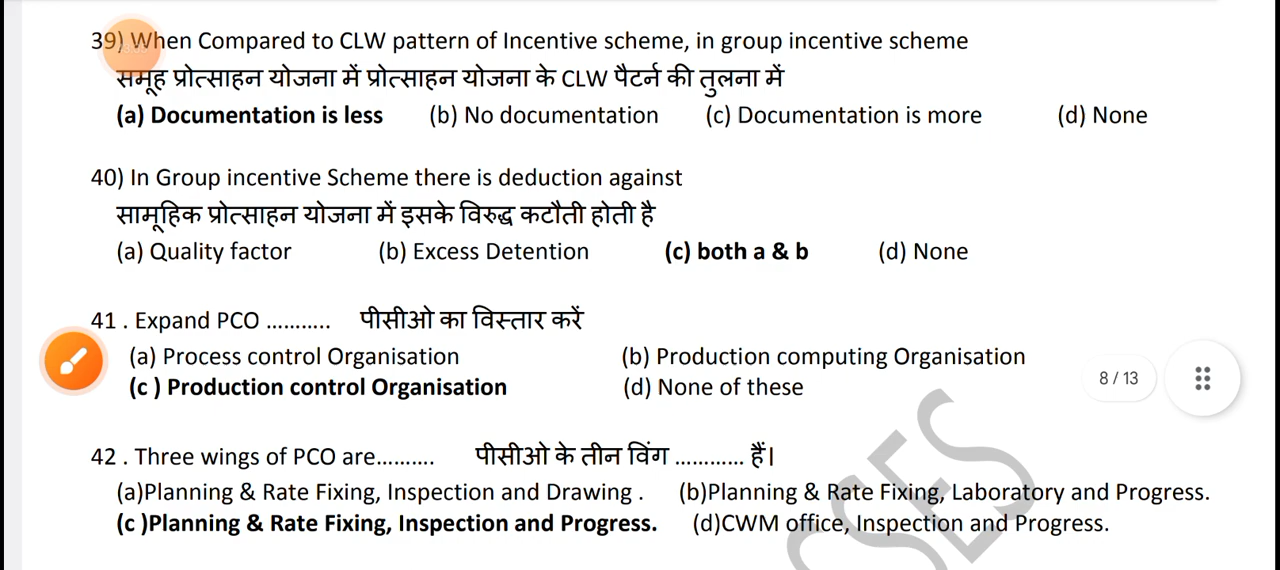 39) When Compared to CLW pattern of Incentive scheme, in group incentive scheme
समूह प्रोत्साहन योजना में प्रोत्साहन योजना के CLW पैटर्न की तुलना में
(a) Documentation is less (b) No documentation (c) Documentation is more (d) None
40) In Group incentive Scheme there is deduction against
सामूहिक प्रोत्साहन योजना में इसके विरुद्ध कटौती होती है
(a) Quality factor (b) Excess Detention (c) both a & b (d) None
41 . Expand PCO ........... पीसीओ का विस्तार करें
(a) Process control Organisation (b) Production computing Organisation
(c ) Production control Organisation (d) None of these
8 / 13
42 . Three wings of PCO are.......... पीसीओ के तीन विंग ............ हैं।
(a)Planning & Rate Fixing, Inspection and Drawing . (b)Planning & Rate Fixing, Laboratory and Progress.
(c )Planning & Rate Fixing, Inspection and Progress. (d)CWM office, Inspection and Progress.